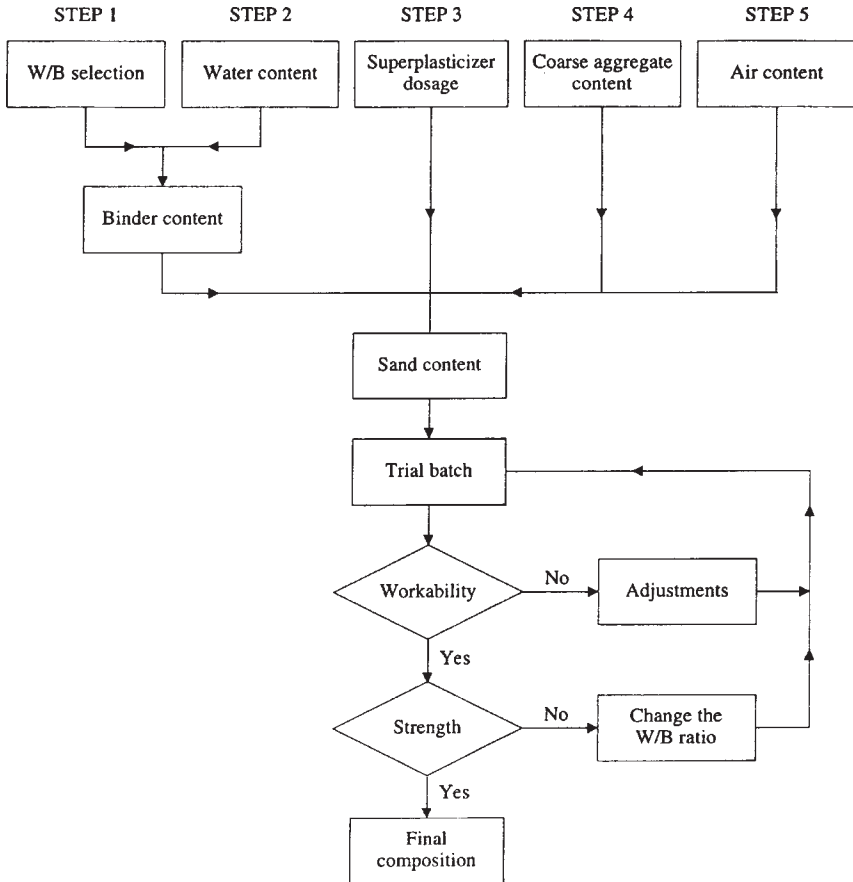 STEP 1
STEP 2
STEP 3
STEP 4
STEP 5
W/B selection
Water content
Superplasticizer
dosage
Coarse aggregate
content
Air content
Binder content
Sand content
Trial batch
Workability
No
Adjustments
Yes
Strength
No
Change the
W/B ratio
Yes
Final
composition